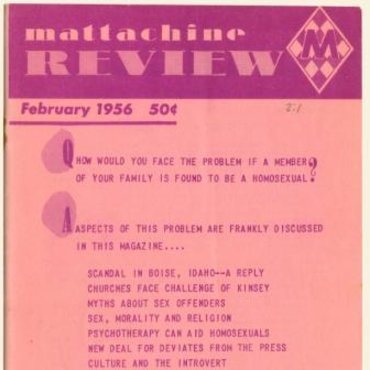 mattachine
REVIEW
M
February 1956 50¢
2:1
Q HOW WOULD YOU FACE THE PROBLEM IF A MEMBER
OF YOUR FAMILY IS FOUND TO BE A HOMOSEXUAL?
A ASPECTS OF THIS PROBLEM ARE FRANKLY DISCUSSED
IN THIS MAGAZINE....
SCANDAL IN BOISE, IDAHO--A REPLY
CHURCHES FACE CHALLENGE OF KINSEY
MYTHS ABOUT SEX OFFENDERS
SEX, MORALITY AND RELIGION
PSYCHOTHERAPY CAN AID HOMOSEXUALS
NEW DEAL FOR DEVIATES FROM THE PRESS
CULTURE AND THE INTROVERT